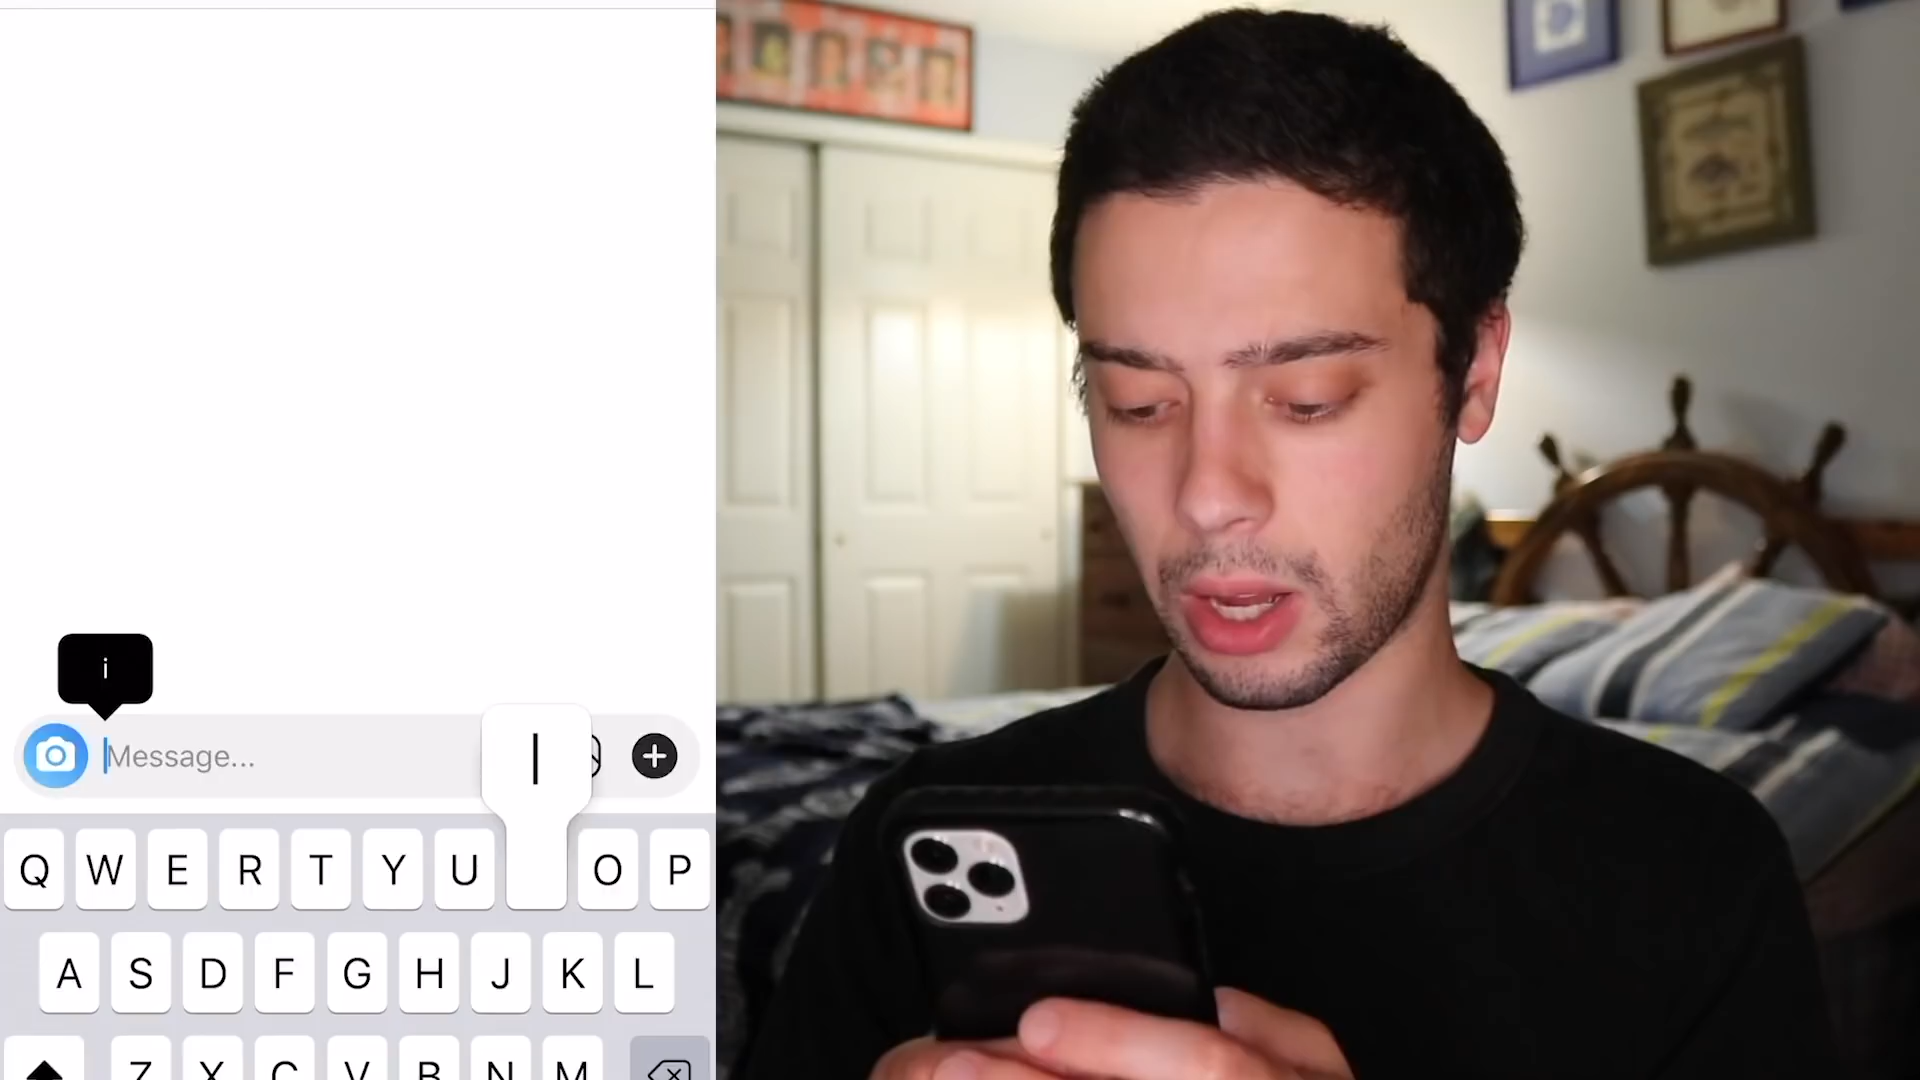 i
Message...
I
Q W E R T Y U O P
A S D F G H J K L
Z X C V B N M